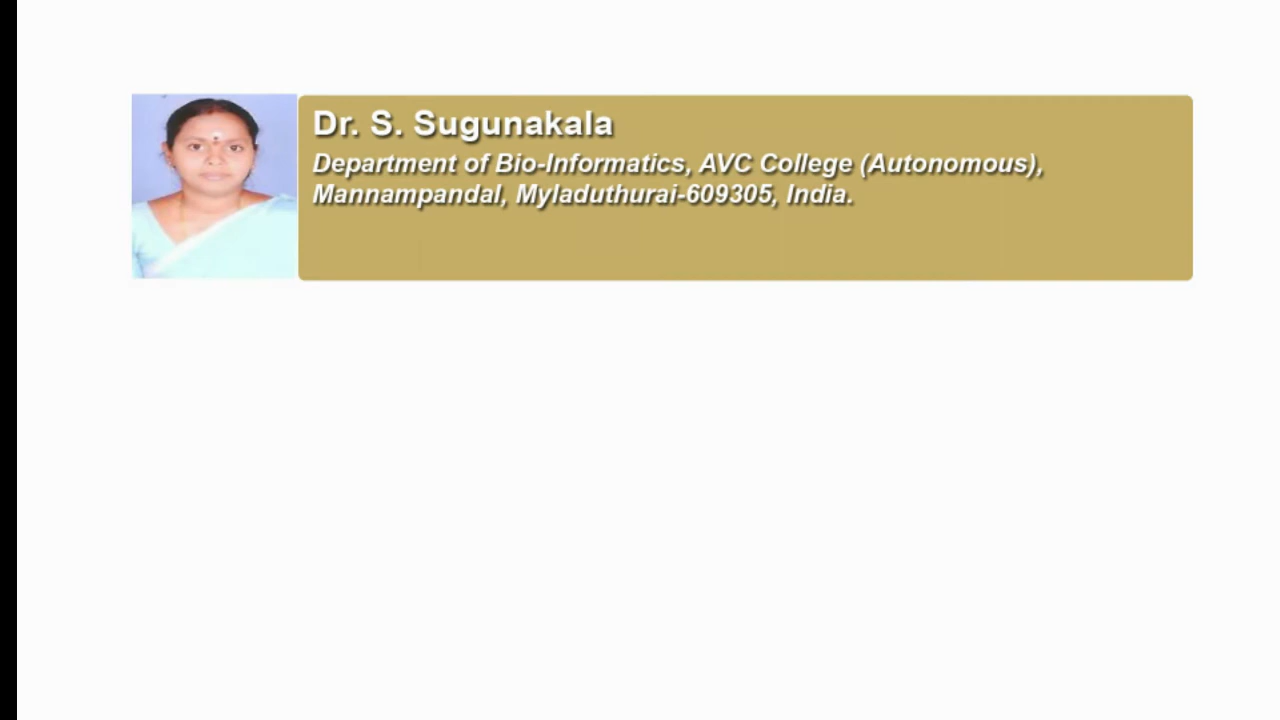 Dr. S. Sugunakala
Department of Bio-Informatics, AVC College (Autonomous),
Mannampandal, Myladuthurai-609305, India.